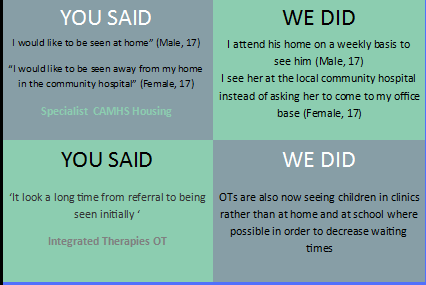 YOU SAID
I would like to be seen at home” (Male, 17)
“I would like to be seen away from my home
in the community hospital” (Female, 17)
Specialist CAMHS Housing
WE DID
I attend his home on a weekly basis to
see him (Male, 17)
I see her at the local community hospital
instead of asking her to come to my office
base (Female, 17)
YOU SAID
‘It look a long time from referral to being
seen initially ‘
Integrated Therapies OT
WE DID
OTs are also now seeing children in clinics
rather than at home and at school where
possible in order to decrease waiting
times